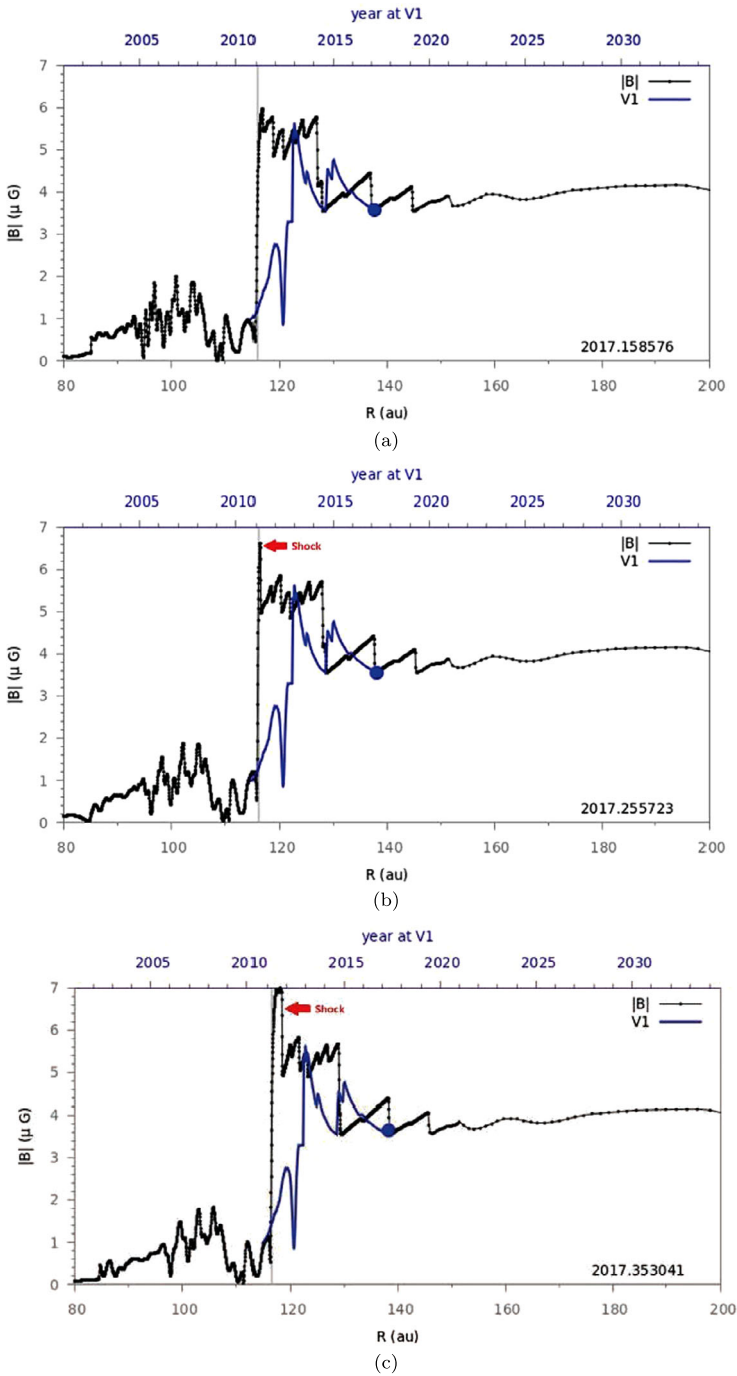 year at V1
2005 2010 2015 2020 2025 2030
7
|B|
V1
6
5
4
3
2
1
0
|B| (μ G)
2017.158576
80 100 120 140 160 180 200
R (au)
(a)
year at V1
2005 2010 2015 2020 2025 2030
7
|B|
Shock
V1
6
5
4
3
2
1
0
|B| (μ G)
2017.255723
80 100 120 140 160 180 200
R (au)
(b)
year at V1
2005 2010 2015 2020 2025 2030
7
|B|
Shock
V1
6
5
4
3
2
1
0
|B| (μ G)
2017.353041
80 100 120 140 160 180 200
R (au)
(c)